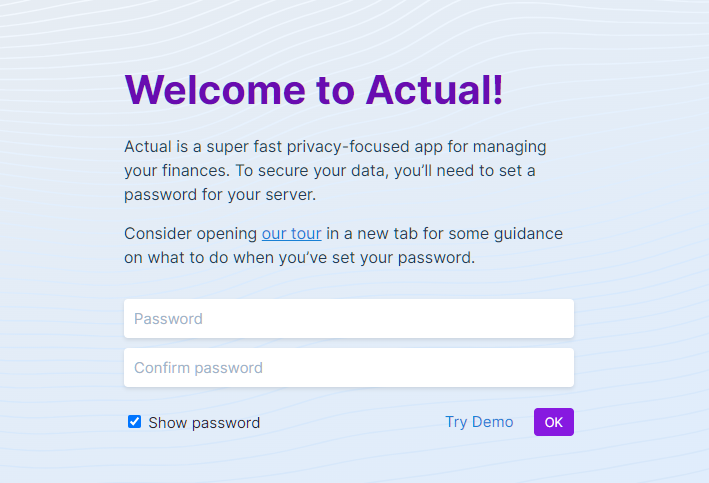 Welcome to Actual!
Actual is a super fast privacy-focused app for managing
your finances. To secure your data, you’ll need to set a
password for your server.
Consider opening our tour in a new tab for some guidance
on what to do when you’ve set your password.
Password
Confirm password
Show password Try Demo OK